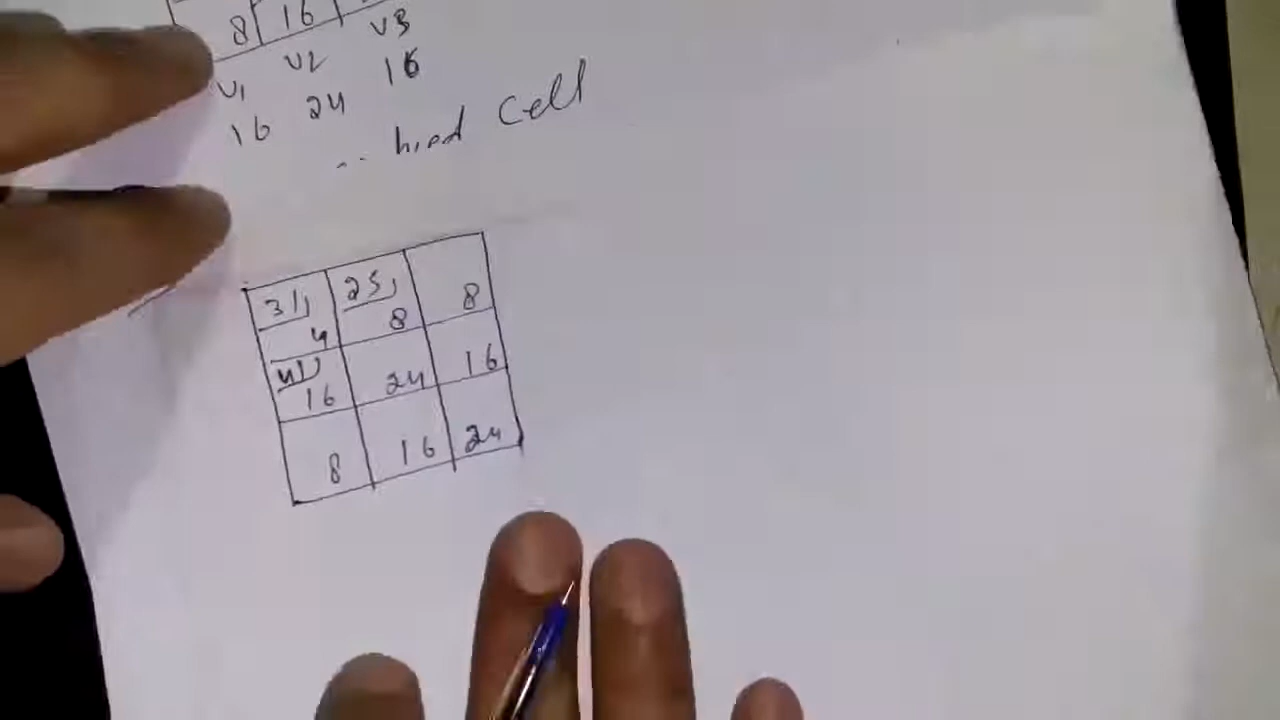 8 16
v1 v2 v3
16 24 16
Cell
31 25
4 8 8
41
16 24 16
8 16 24